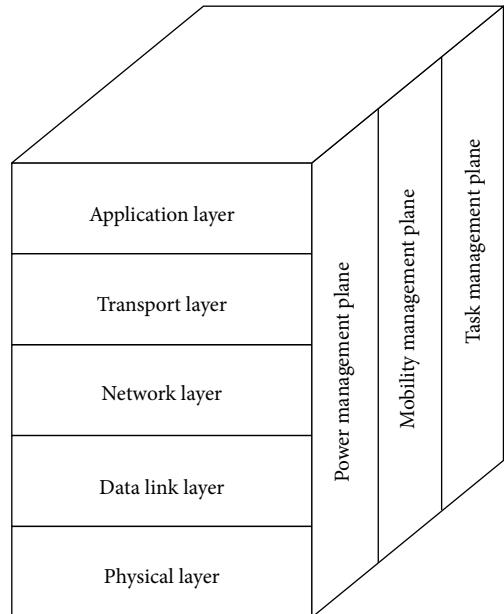 Application layer
Transport layer
Network layer
Data link layer
Physical layer
Power management plane
Mobility management plane
Task management plane